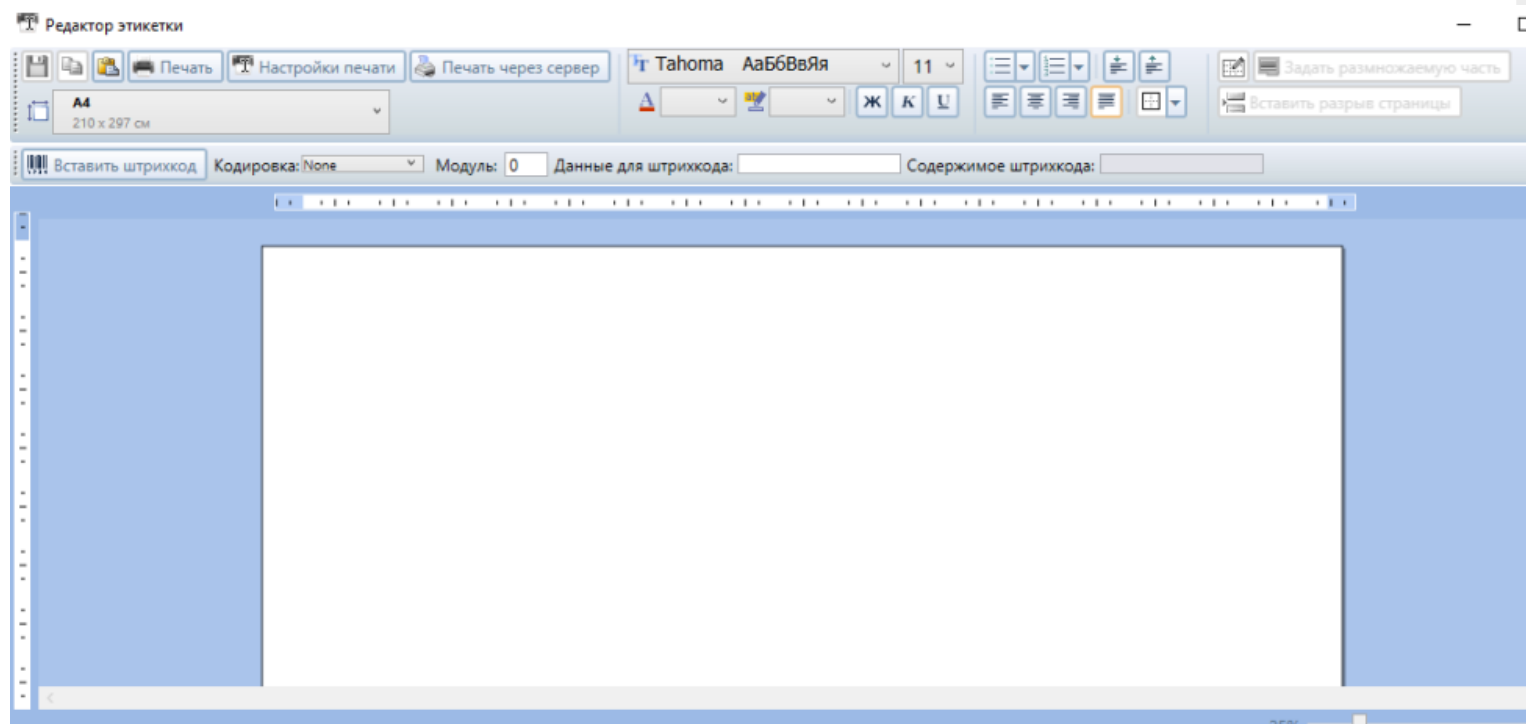 Редактор этикетки
Печать Настройки печати Печать через сервер Tahoma АаБбВвЯя 11 Задать размножаемую часть
A4
210 x 297 см
Ж К Ч Вставить разрыв страницы
Вставить штрихкод Кодировка: None Модуль: 0 Данные для штрихкода: Содержимое штрихкода: